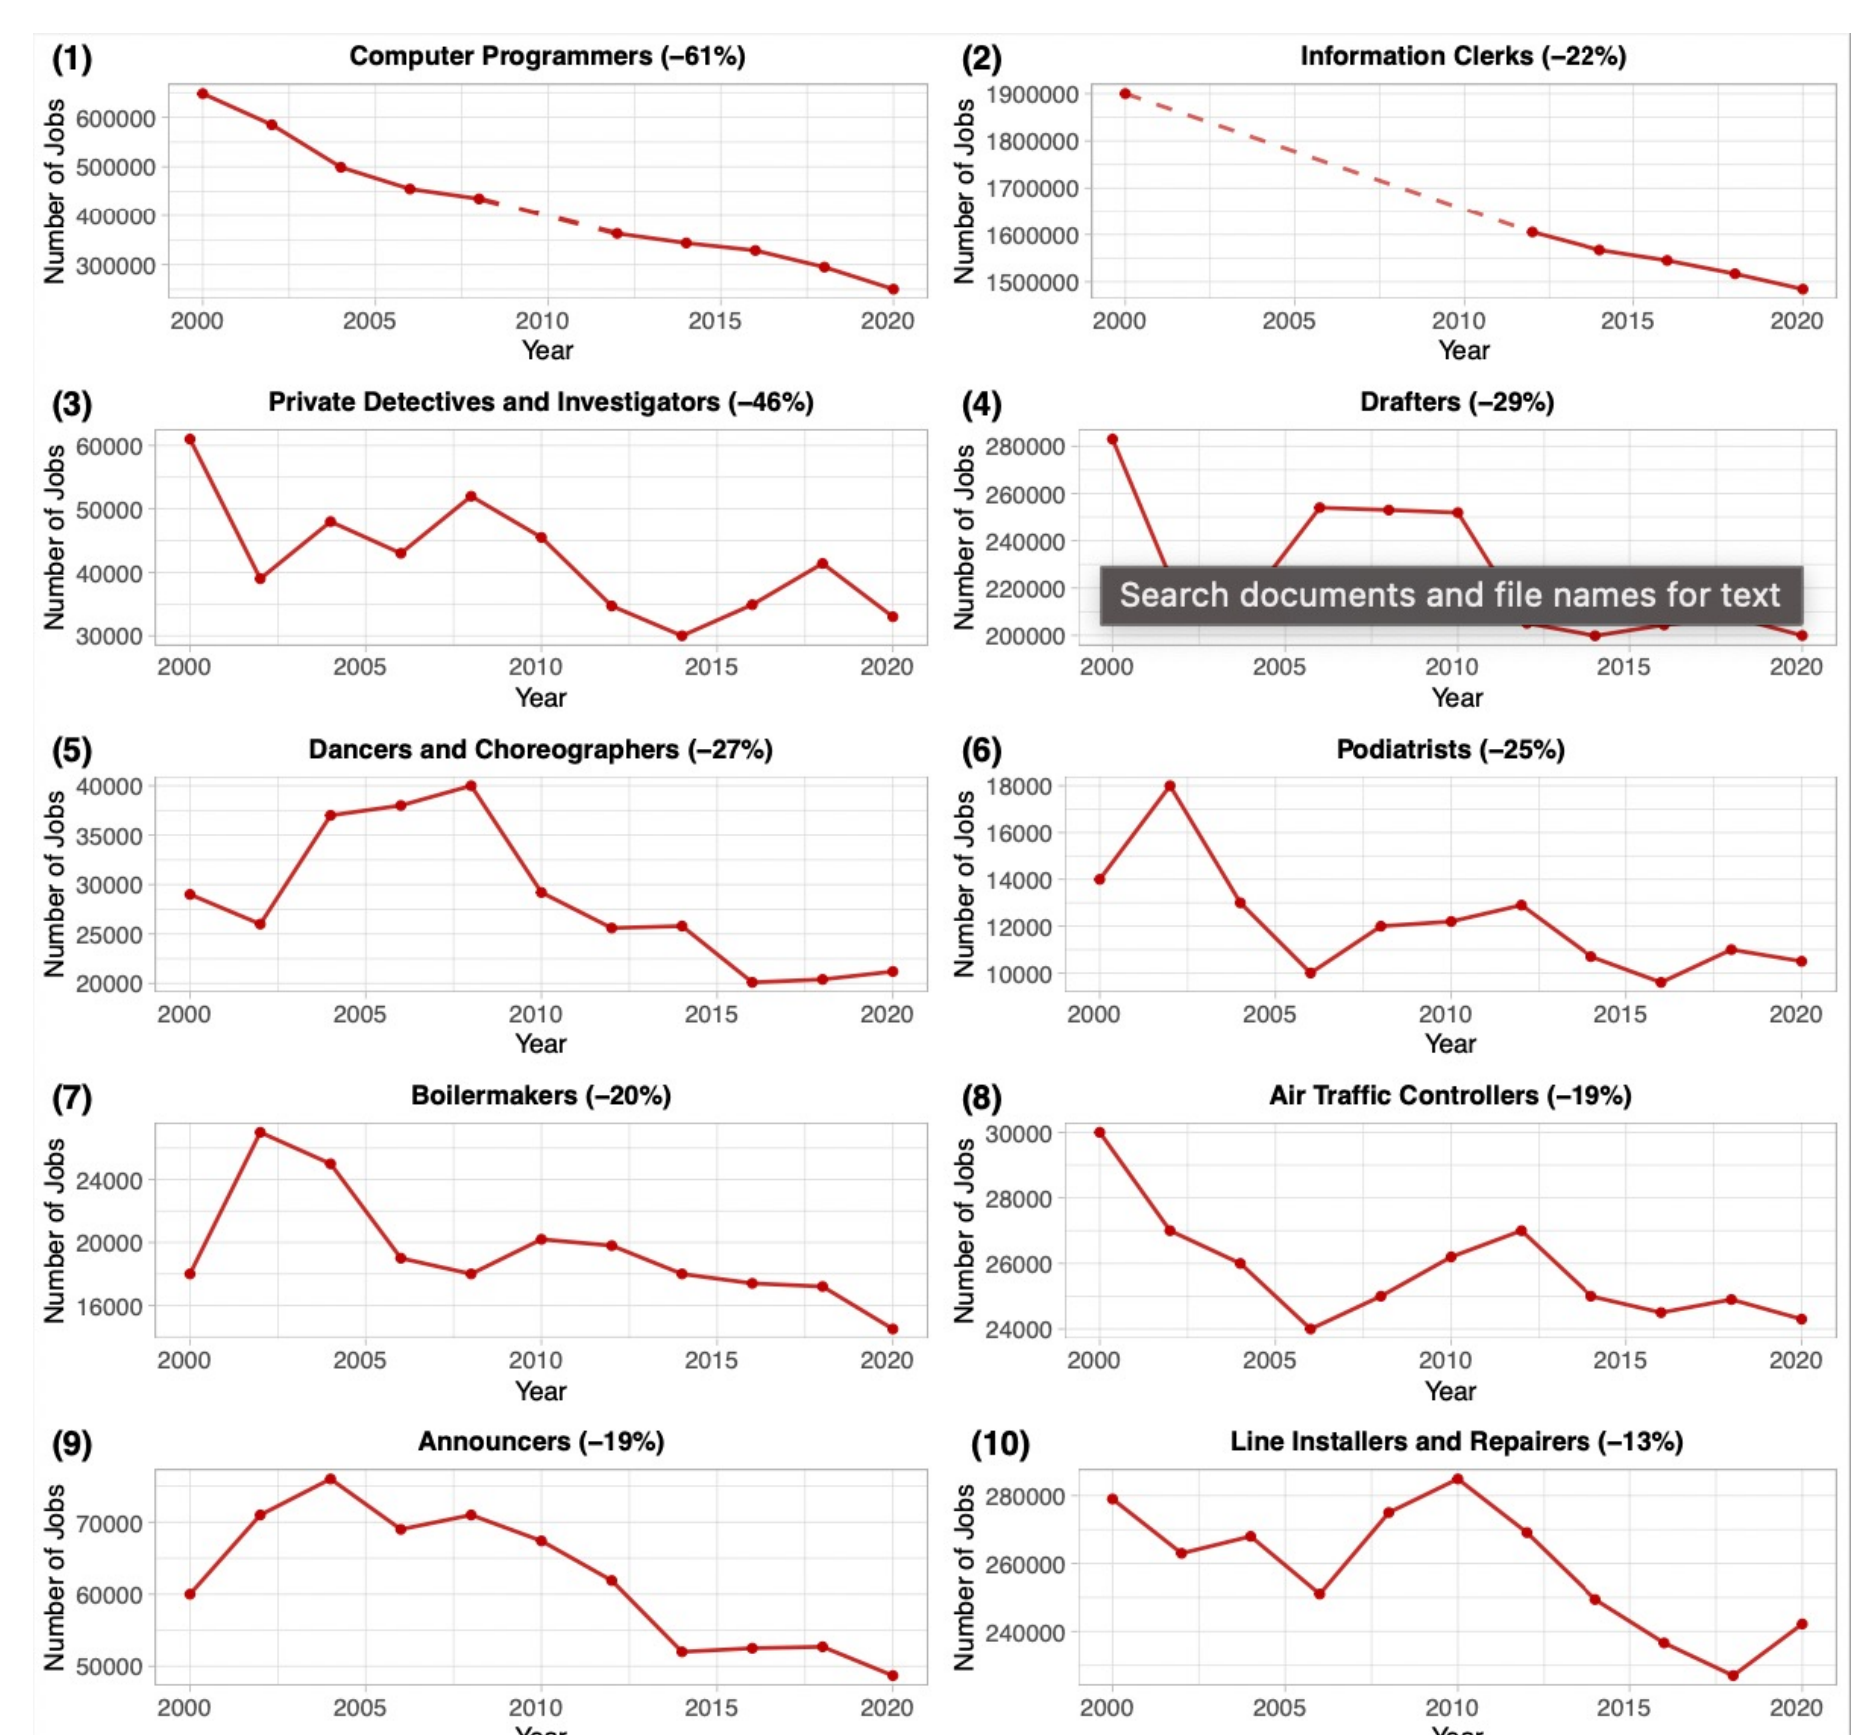 (1) Computer Programmers (−61%)
Number of Jobs
600000
500000
400000
300000
2000 2005 2010 2015 2020
Year
(2) Information Clerks (−22%)
Number of Jobs
1900000
1800000
1700000
1600000
1500000
2000 2005 2010 2015 2020
Year
(3) Private Detectives and Investigators (−46%)
Number of Jobs
60000
50000
40000
30000
2000 2005 2010 2015 2020
Year
(4) Drafters (−29%)
Number of Jobs
280000
260000
240000
220000
200000
Search documents and file names for text
2000 2005 2010 2015 2020
Year
(5) Dancers and Choreographers (−27%)
Number of Jobs
40000
35000
30000
25000
20000
2000 2005 2010 2015 2020
Year
(6) Podiatrists (−25%)
Number of Jobs
18000
16000
14000
12000
10000
2000 2005 2010 2015 2020
Year
(7) Boilermakers (−20%)
Number of Jobs
24000
20000
16000
2000 2005 2010 2015 2020
Year
(8) Air Traffic Controllers (−19%)
Number of Jobs
30000
28000
26000
24000
2000 2005 2010 2015 2020
Year
(9) Announcers (−19%)
Number of Jobs
70000
60000
50000
2000 2005 2010 2015 2020
Year
(10) Line Installers and Repairers (−13%)
Number of Jobs
280000
260000
240000
2000 2005 2010 2015 2020
Year